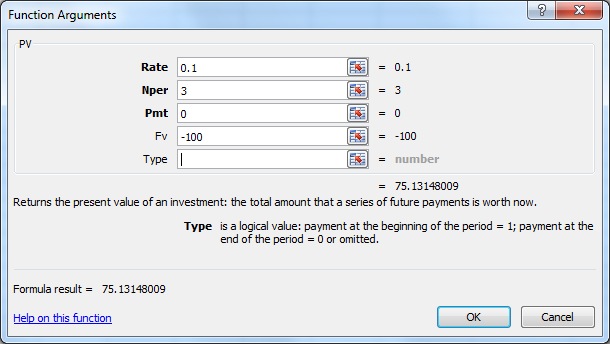 Function Arguments
PV
Rate 0.1 = 0.1
Nper 3 = 3
Pmt 0 = 0
Fv -100 = -100
Type = number
= 75.13148009
Returns the present value of an investment: the total amount that a series of future payments is worth now.
Type is a logical value: payment at the beginning of the period = 1; payment at the
end of the period = 0 or omitted.
Formula result = 75.13148009
Help on this function OK Cancel